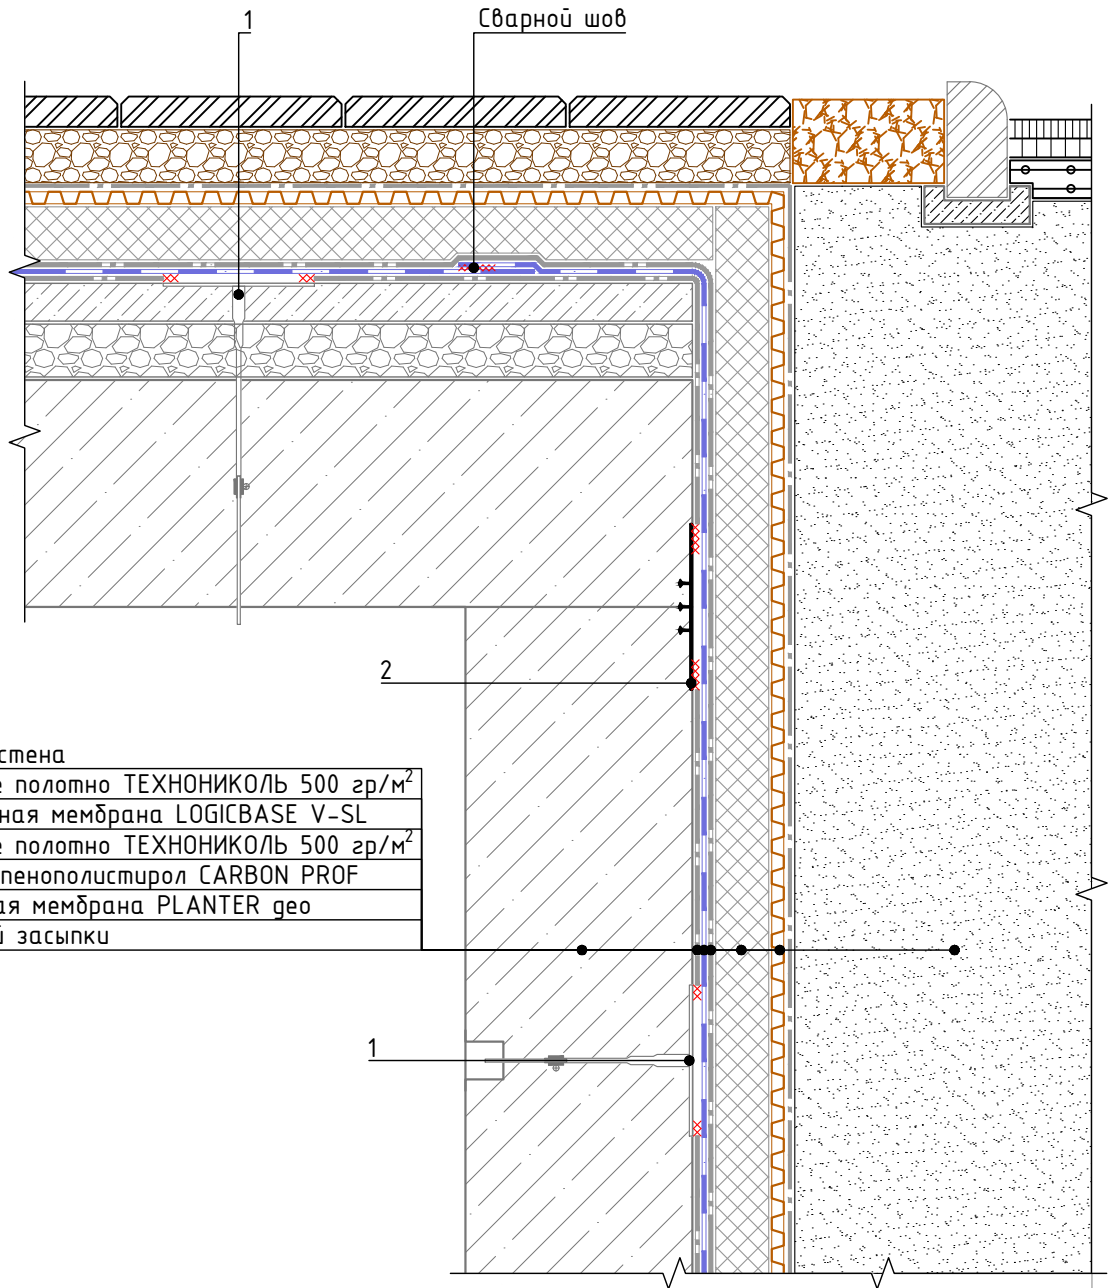 1
Сварной шов
2
стена
е полотно ТЕХНОНИКОЛЬ 500 гр/м²
ная мембрана LOGICBASE V-SL
е полотно ТЕХНОНИКОЛЬ 500 гр/м²
пенополистирол CARBON PROF
ая мембрана PLANTER geo
й засыпки
1